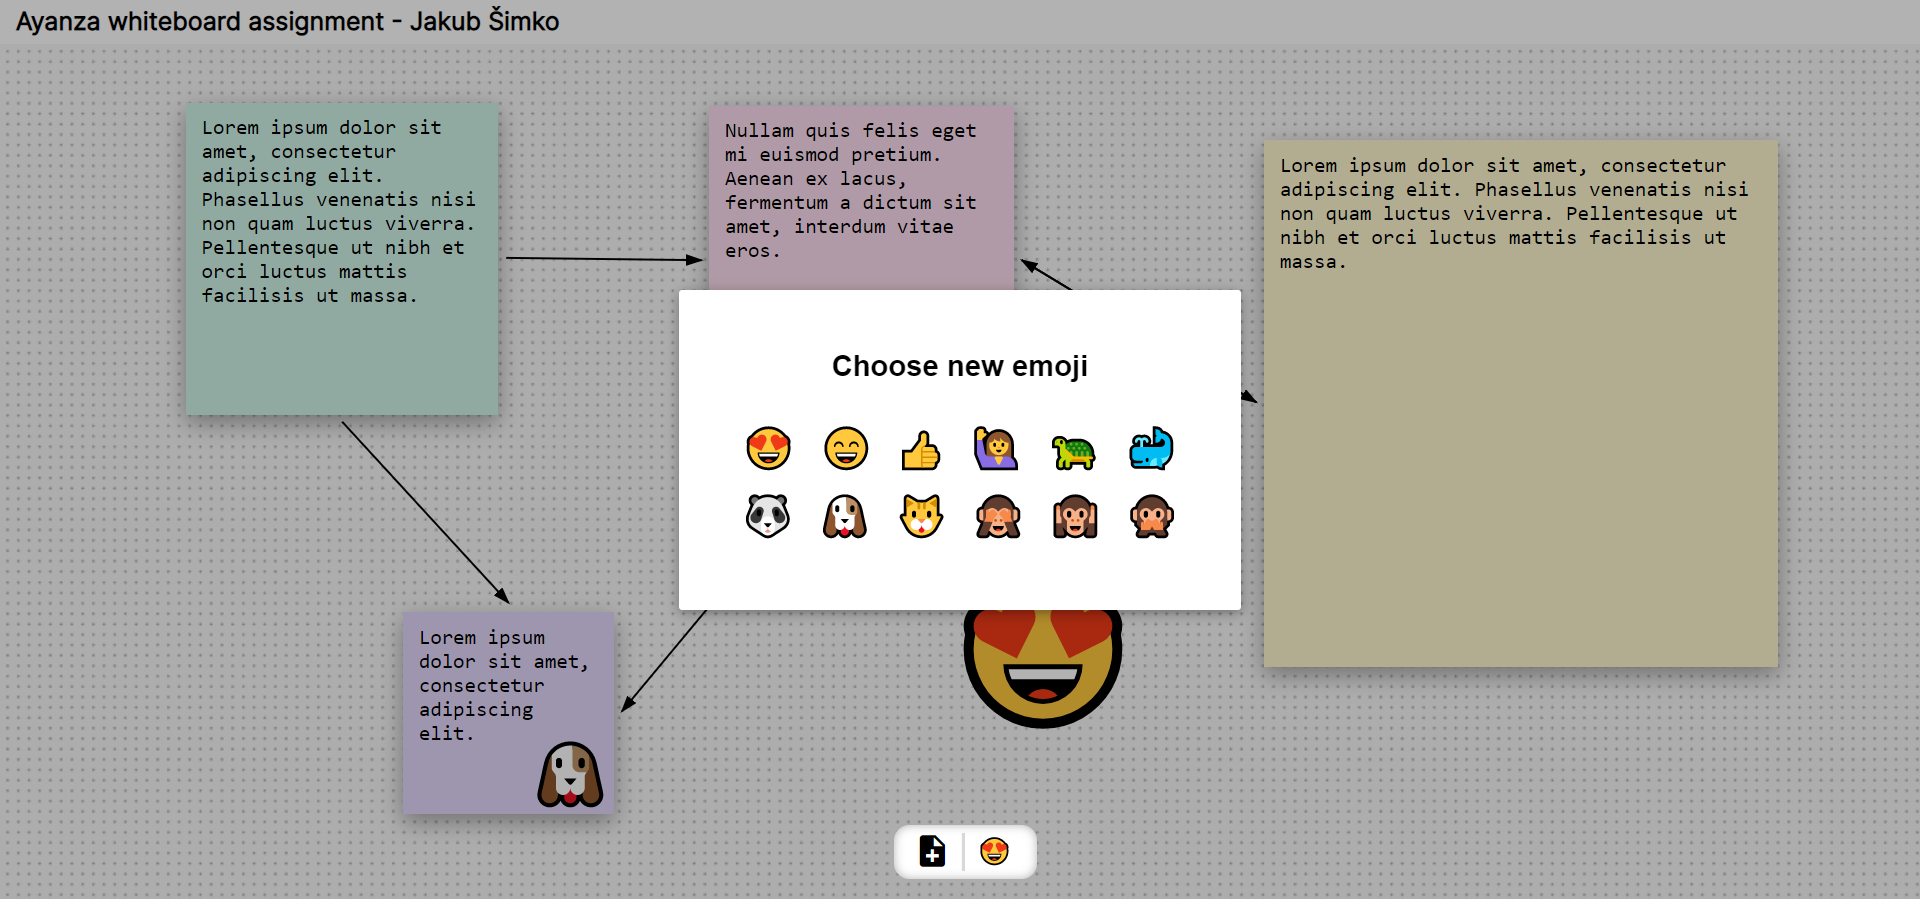 Ayanza whiteboard assignment - Jakub Šimko
Lorem ipsum dolor sit
amet, consectetur
adipiscing elit.
Phasellus venenatis nisi
non quam luctus viverra.
Pellentesque ut nibh et
orci luctus mattis
facilisis ut massa.
Nullam quis felis eget
mi euismod pretium.
Aenean ex lacus,
fermentum a dictum sit
amet, interdum vitae
eros.
Lorem ipsum dolor sit amet, consectetur
adipiscing elit. Phasellus venenatis nisi
non quam luctus viverra. Pellentesque ut
nibh et orci luctus mattis facilisis ut
massa.
Choose new emoji
Lorem ipsum
dolor sit amet,
consectetur
adipiscing
elit.